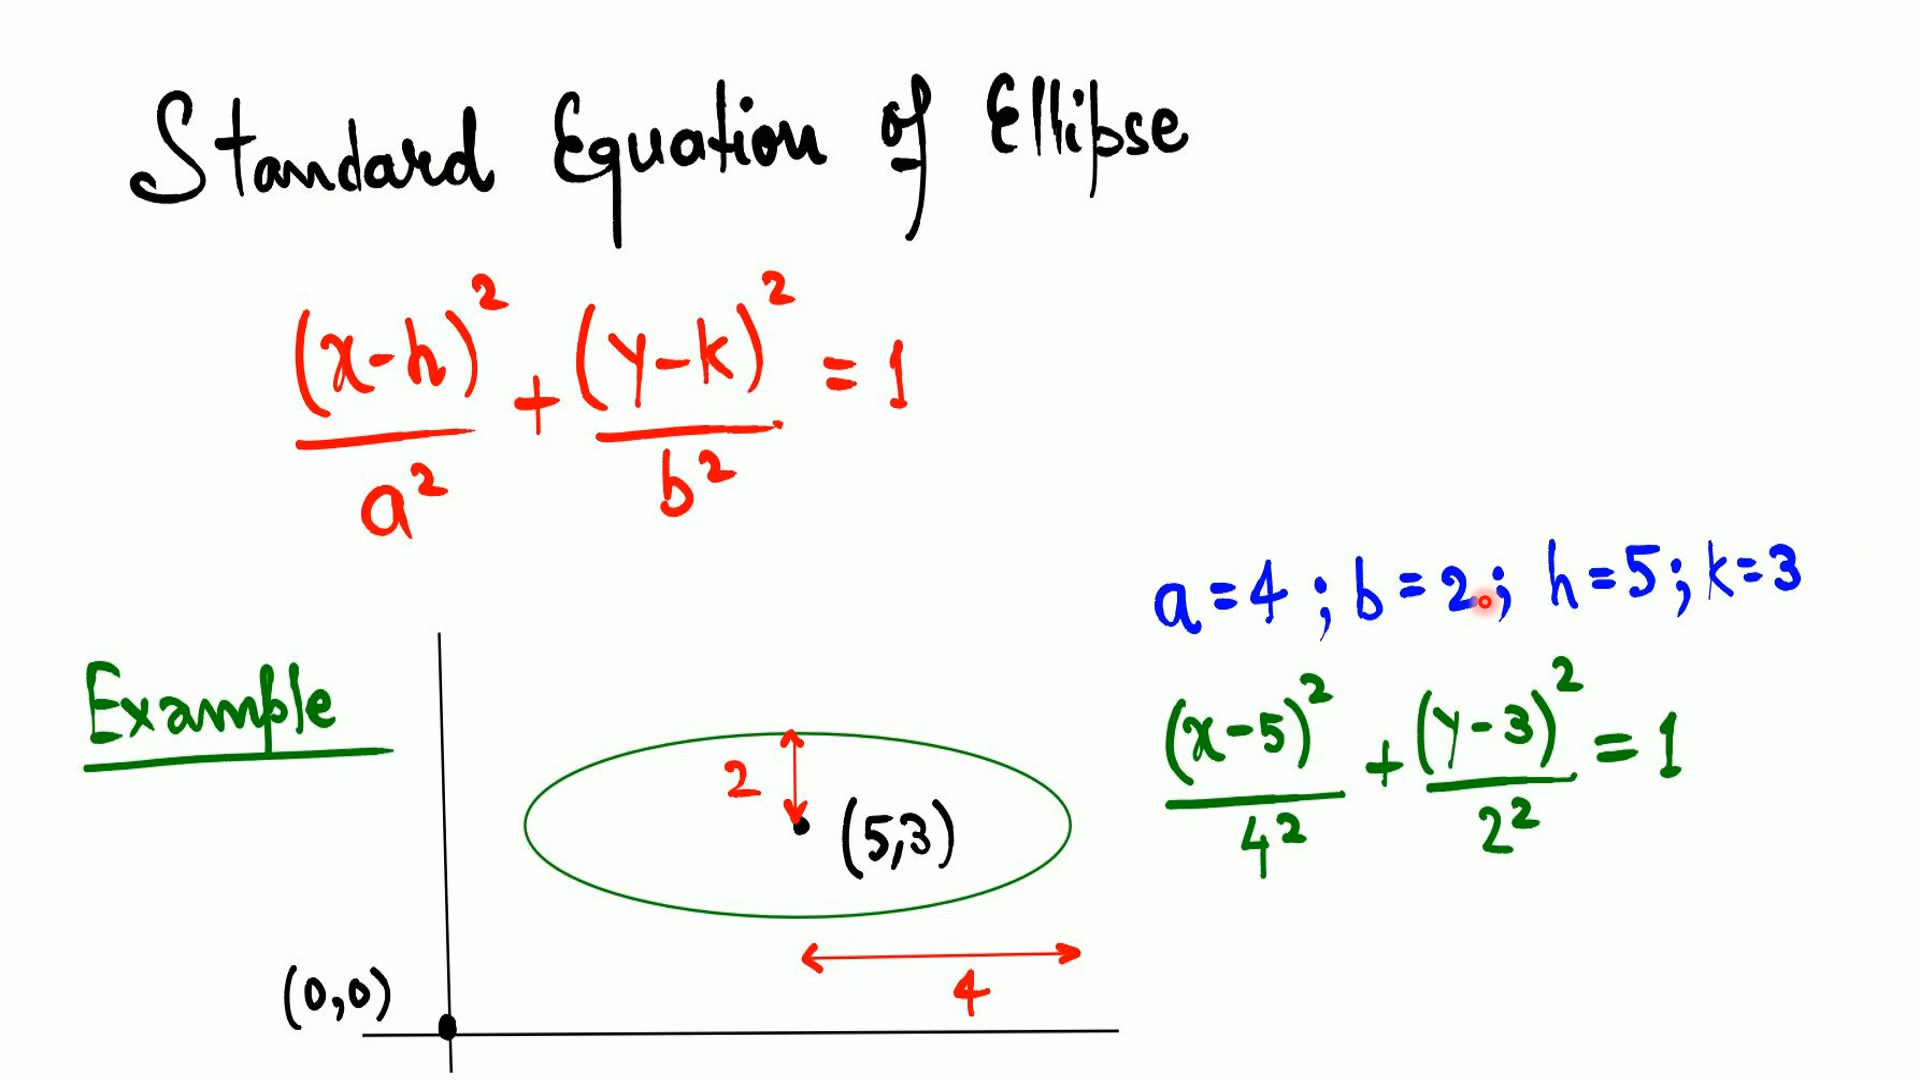 Standard Equation of Ellipse
(x-h)²/a² + (y-k)²/b² = 1
a=4 ; b=2 ; h=5 ; k=3
Example
(x-5)²/4² + (y-3)²/2² = 1
2
(5,3)
4
(0,0)